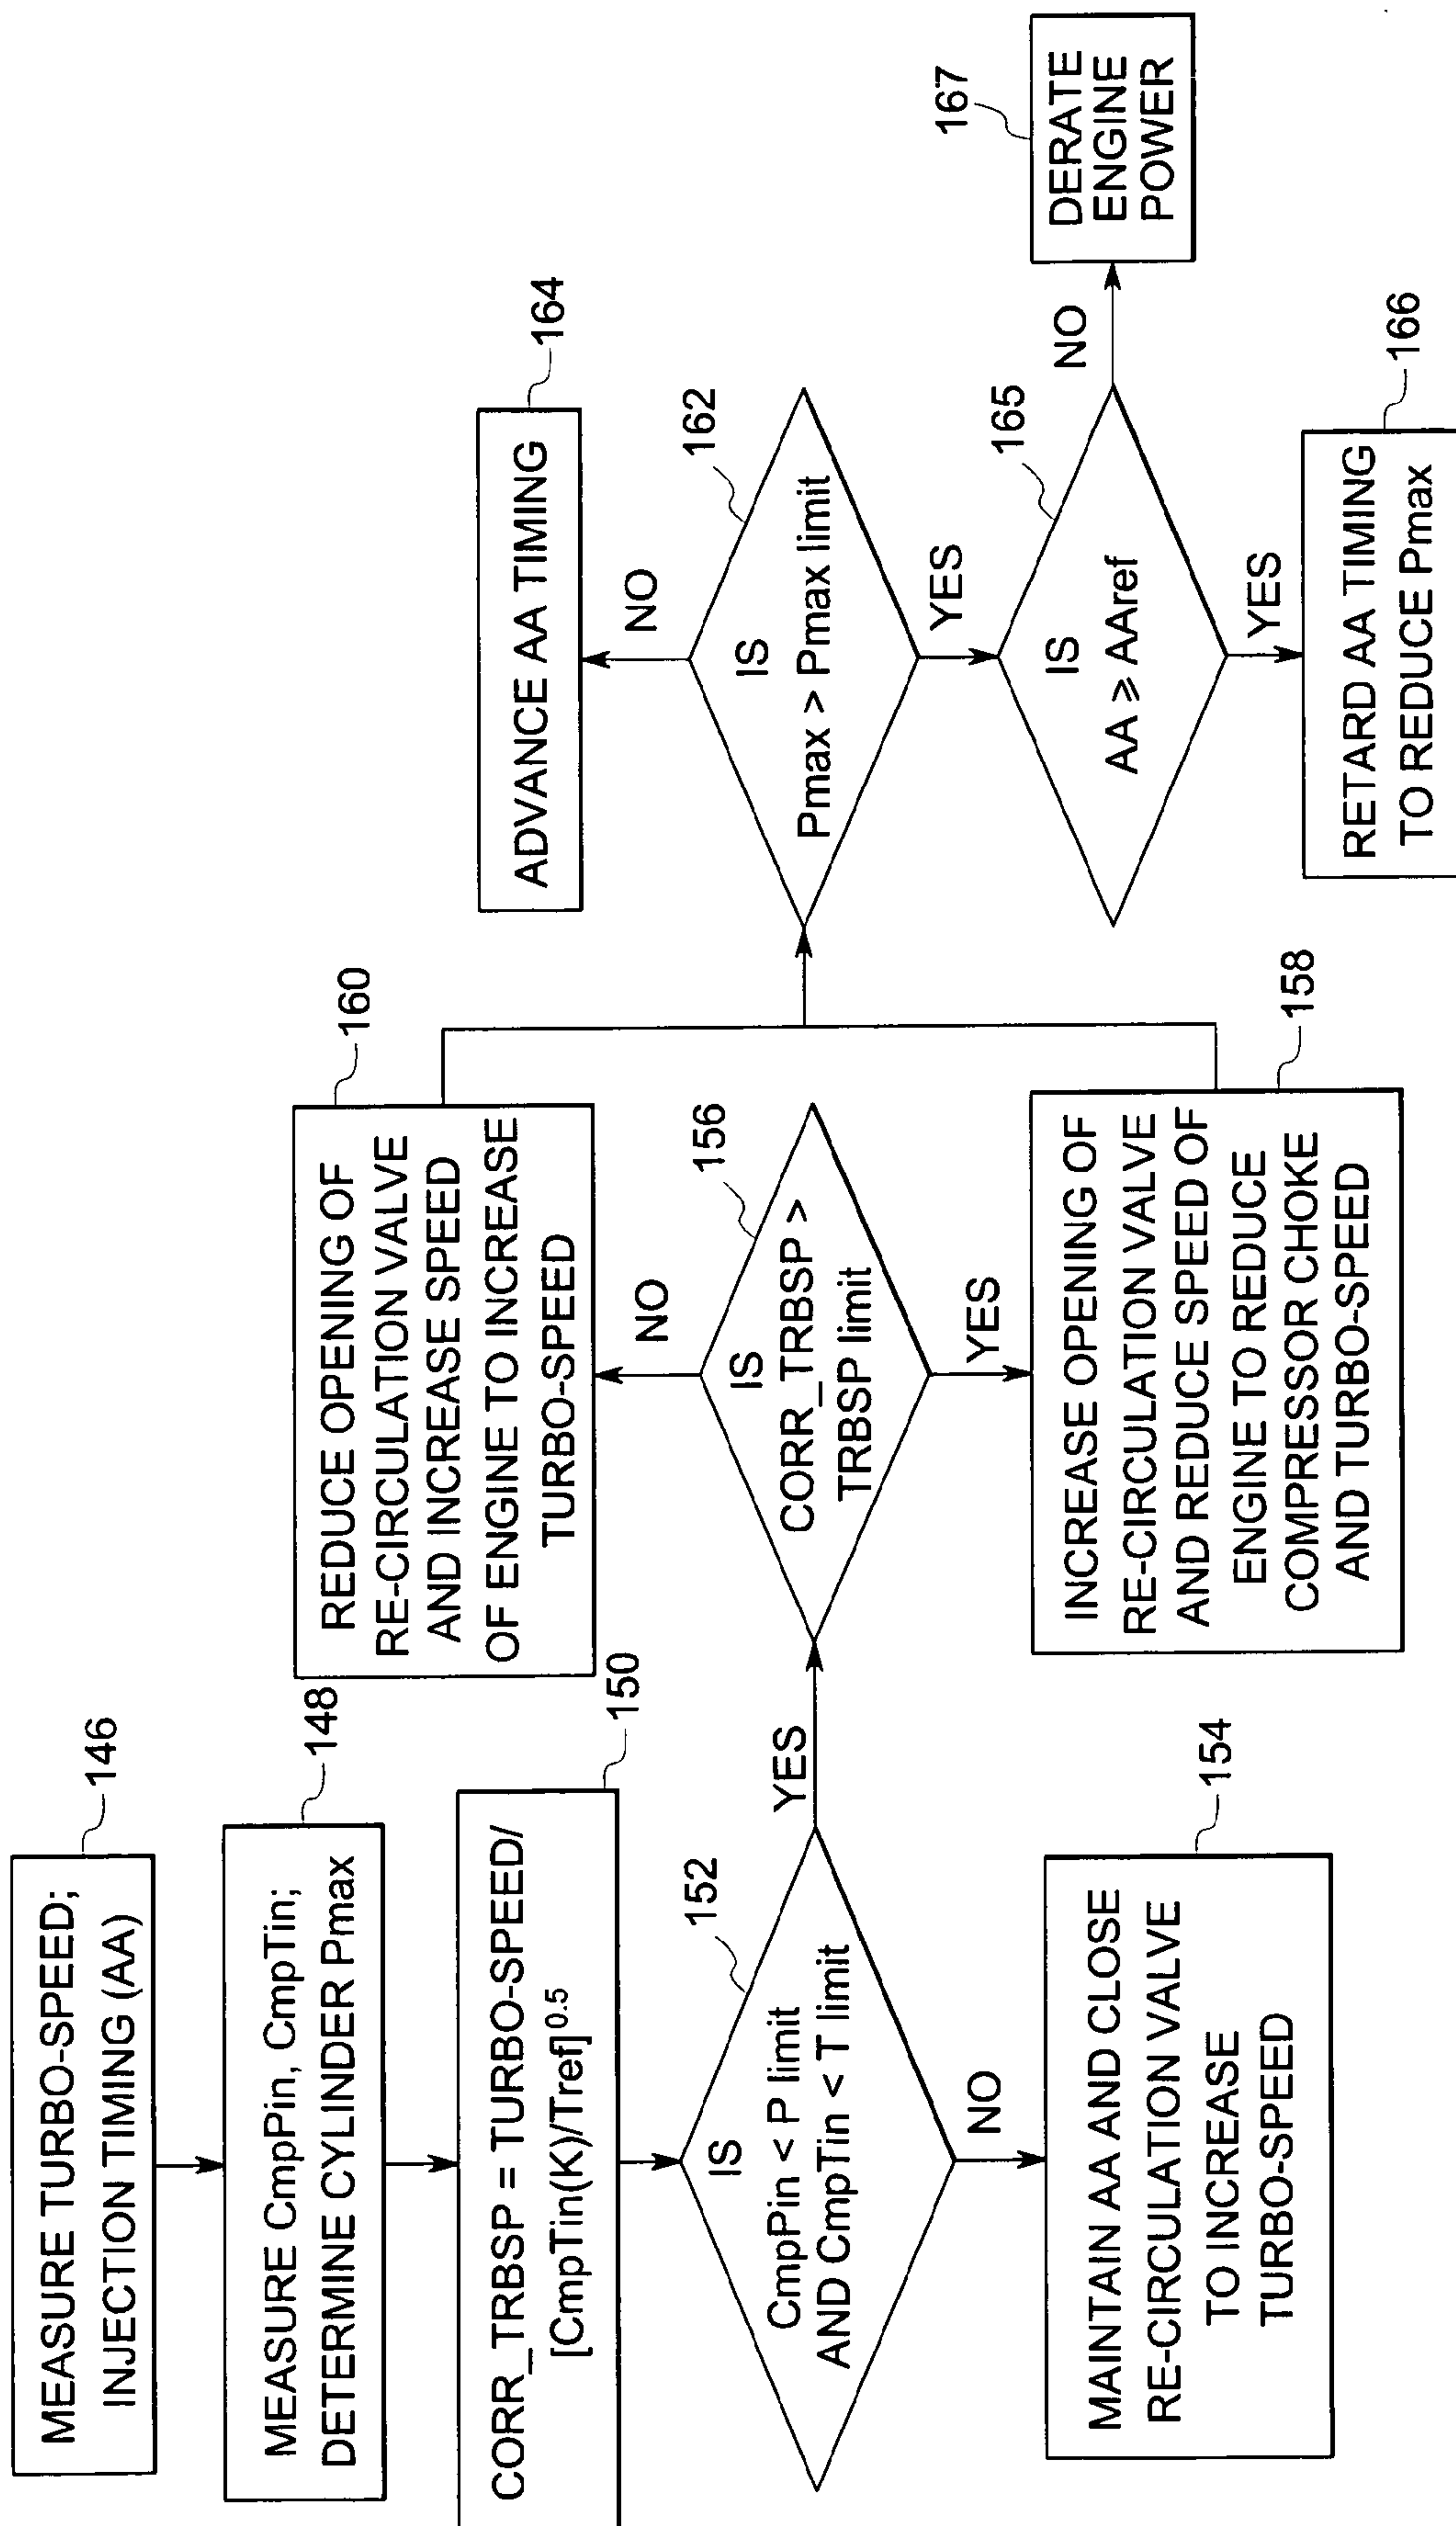 MEASURE TURBO-SPEED;
INJECTION TIMING (AA)
146
MEASURE CmpPin, CmpTin;
DETERMINE CYLINDER Pmax
148
CORR_TRBSP = TURBO-SPEED/
[CmpTin(K)/Tref]^0.5
150
IS
CmpPin < P limit
AND CmpTin < T limit
152
YES
NO
MAINTAIN AA AND CLOSE
RE-CIRCULATION VALVE
TO INCREASE
TURBO-SPEED
154
REDUCE OPENING OF
RE-CIRCULATION VALVE
AND INCREASE SPEED
OF ENGINE TO INCREASE
TURBO-SPEED
160
NO
IS
CORR_TRBSP >
TRBSP limit
156
YES
INCREASE OPENING OF
RE-CIRCULATION VALVE
AND REDUCE SPEED OF
ENGINE TO REDUCE
COMPRESSOR CHOKE
AND TURBO-SPEED
158
ADVANCE AA TIMING
164
NO
IS
Pmax > Pmax limit
162
YES
IS
AA ⩾ AAref
165
NO
DERATE
ENGINE
POWER
167
YES
RETARD AA TIMING
TO REDUCE Pmax
166